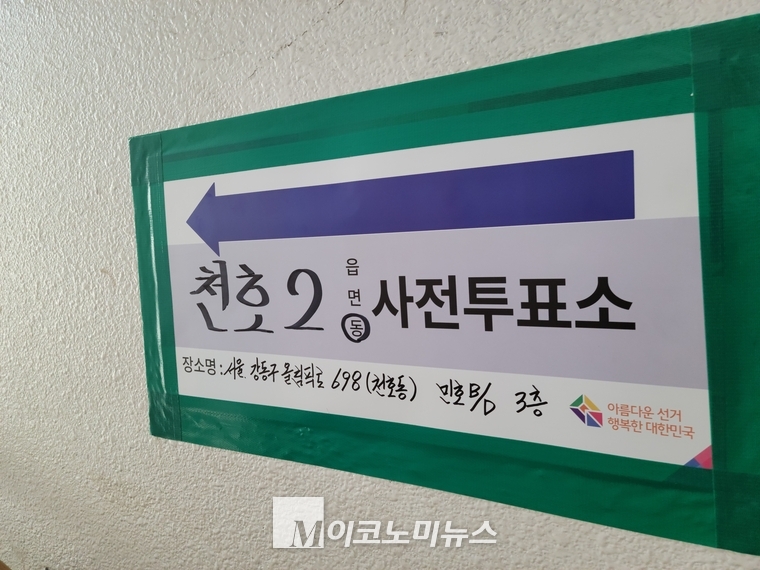 천호2 읍면동 사전투표소
장소명 : 서울 강동구 올림픽로 698 (천호동) 민호B/D 3층
아름다운 선거
행복한 대한민국
M이코노미뉴스